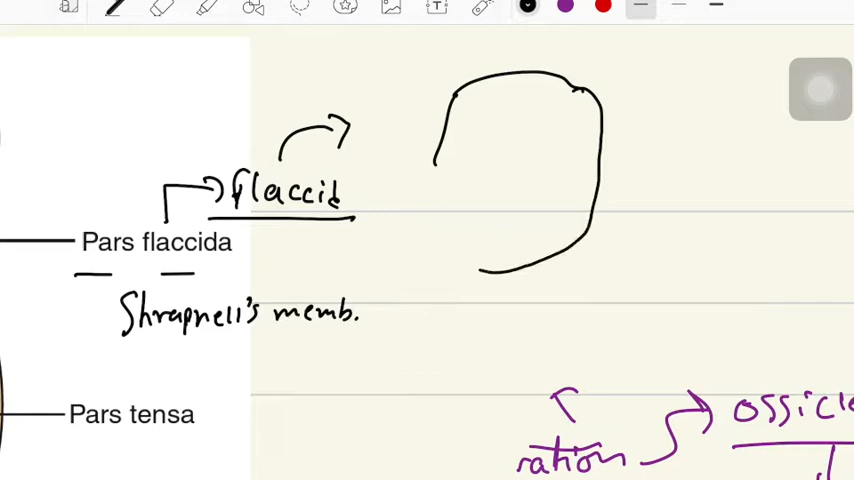 flaccid
Pars flaccida
Shrapnell's memb.
Pars tensa
ossicle
ration